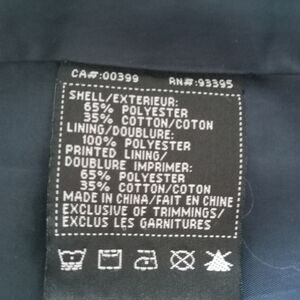 CA#:00399 RN#:93395
SHELL/EXTERIEUR:
65% POLYESTER
35% COTTON/COTON
LINING/DOUBLURE:
100% POLYESTER
PRINTED LINING/
DOUBLURE IMPRIMER:
65% POLYESTER
35% COTTON/COTON
MADE IN CHINA/FAIT EN CHINE
EXCLUSIVE OF TRIMMINGS/
EXCLUS LES GARNITURES